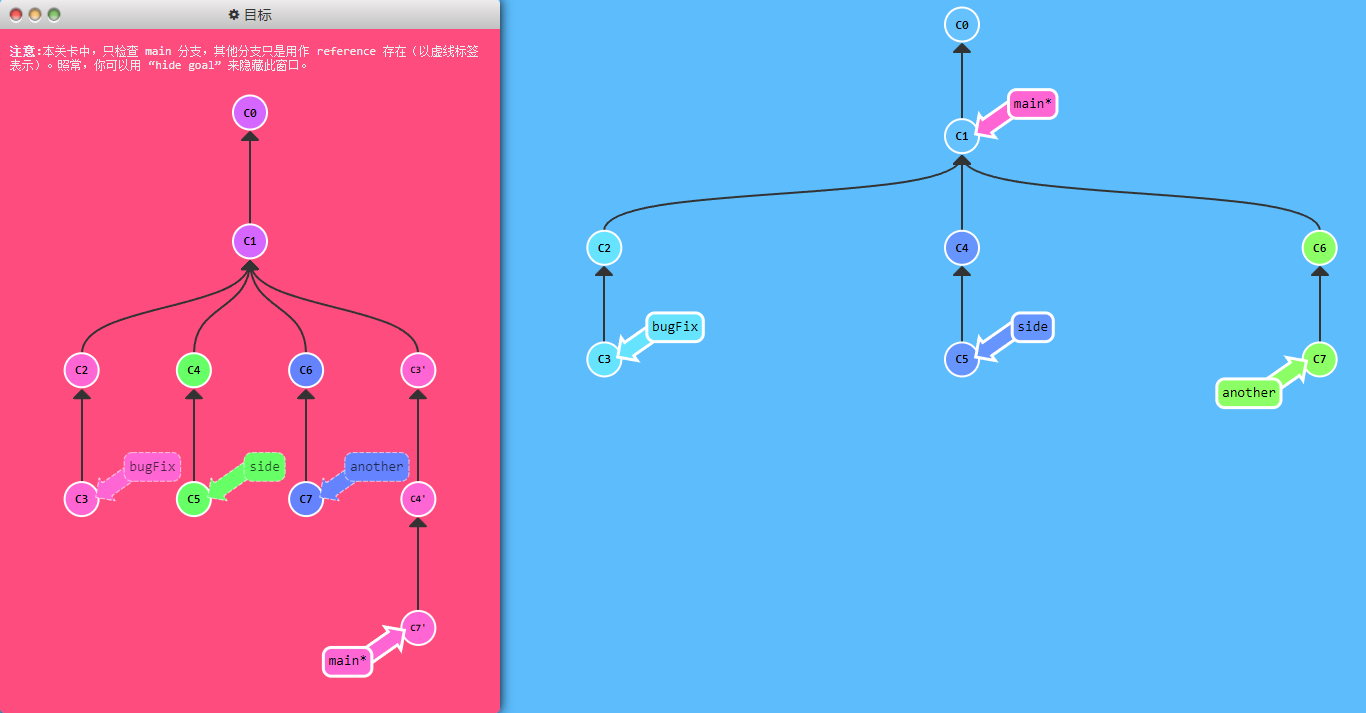 目标
注意:本关卡中，只检查 main 分支，其他分支只是用作 reference 存在（以虚线标签
表示）。照常，你可以用 “hide goal” 来隐藏此窗口。
C0
C1
C2
C4
C6
C3'
bugFix
side
another
C3
C5
C7
C4'
C7'
main*
C0
main*
C1
C2
C4
C6
bugFix
side
C3
C5
C7
another